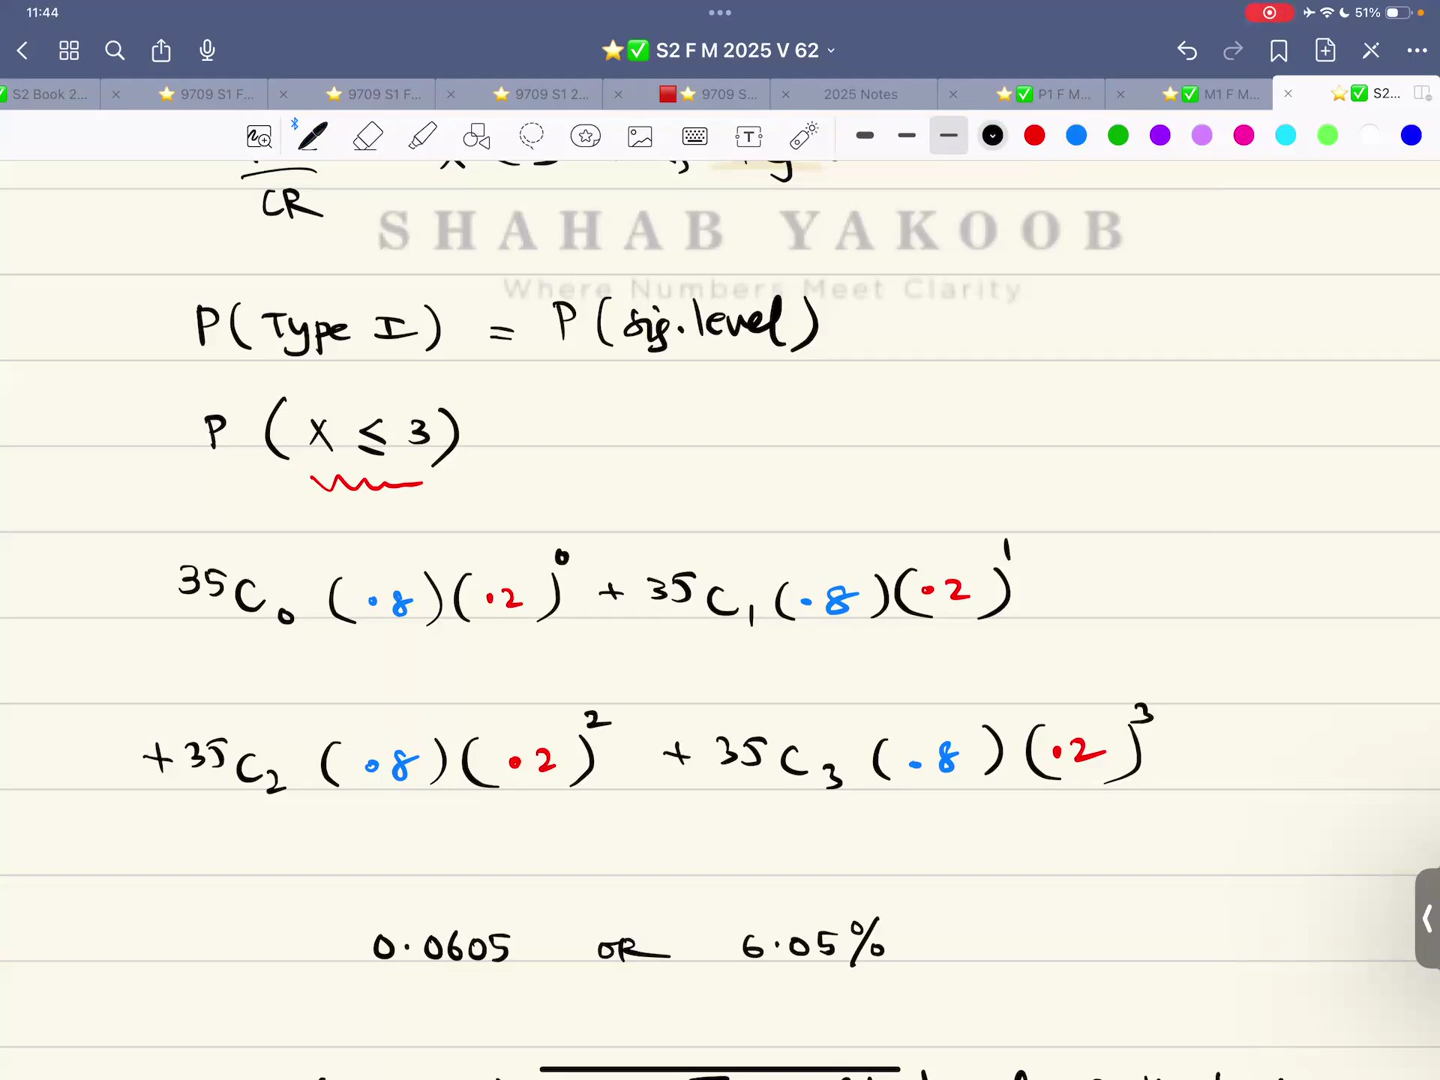 11:44
51%
S2 F M 2025 V 62
S2 Book 2...
9709 S1 F...
9709 S1 F...
9709 S1 2...
9709 S...
2025 Notes
P1 F M...
M1 F M...
S2...
CR
SHAHAB YAKOOB
Where Numbers Meet Clarity
P(Type I) = P(sig.level)
P (X ≤ 3)
³⁵C₀ (.8)(.2)⁰ + ³⁵C₁ (.8)(.2)¹
+ ³⁵C₂ (.8)(.2)² + ³⁵C₃ (.8)(.2)³
0.0605 OR 6.05%